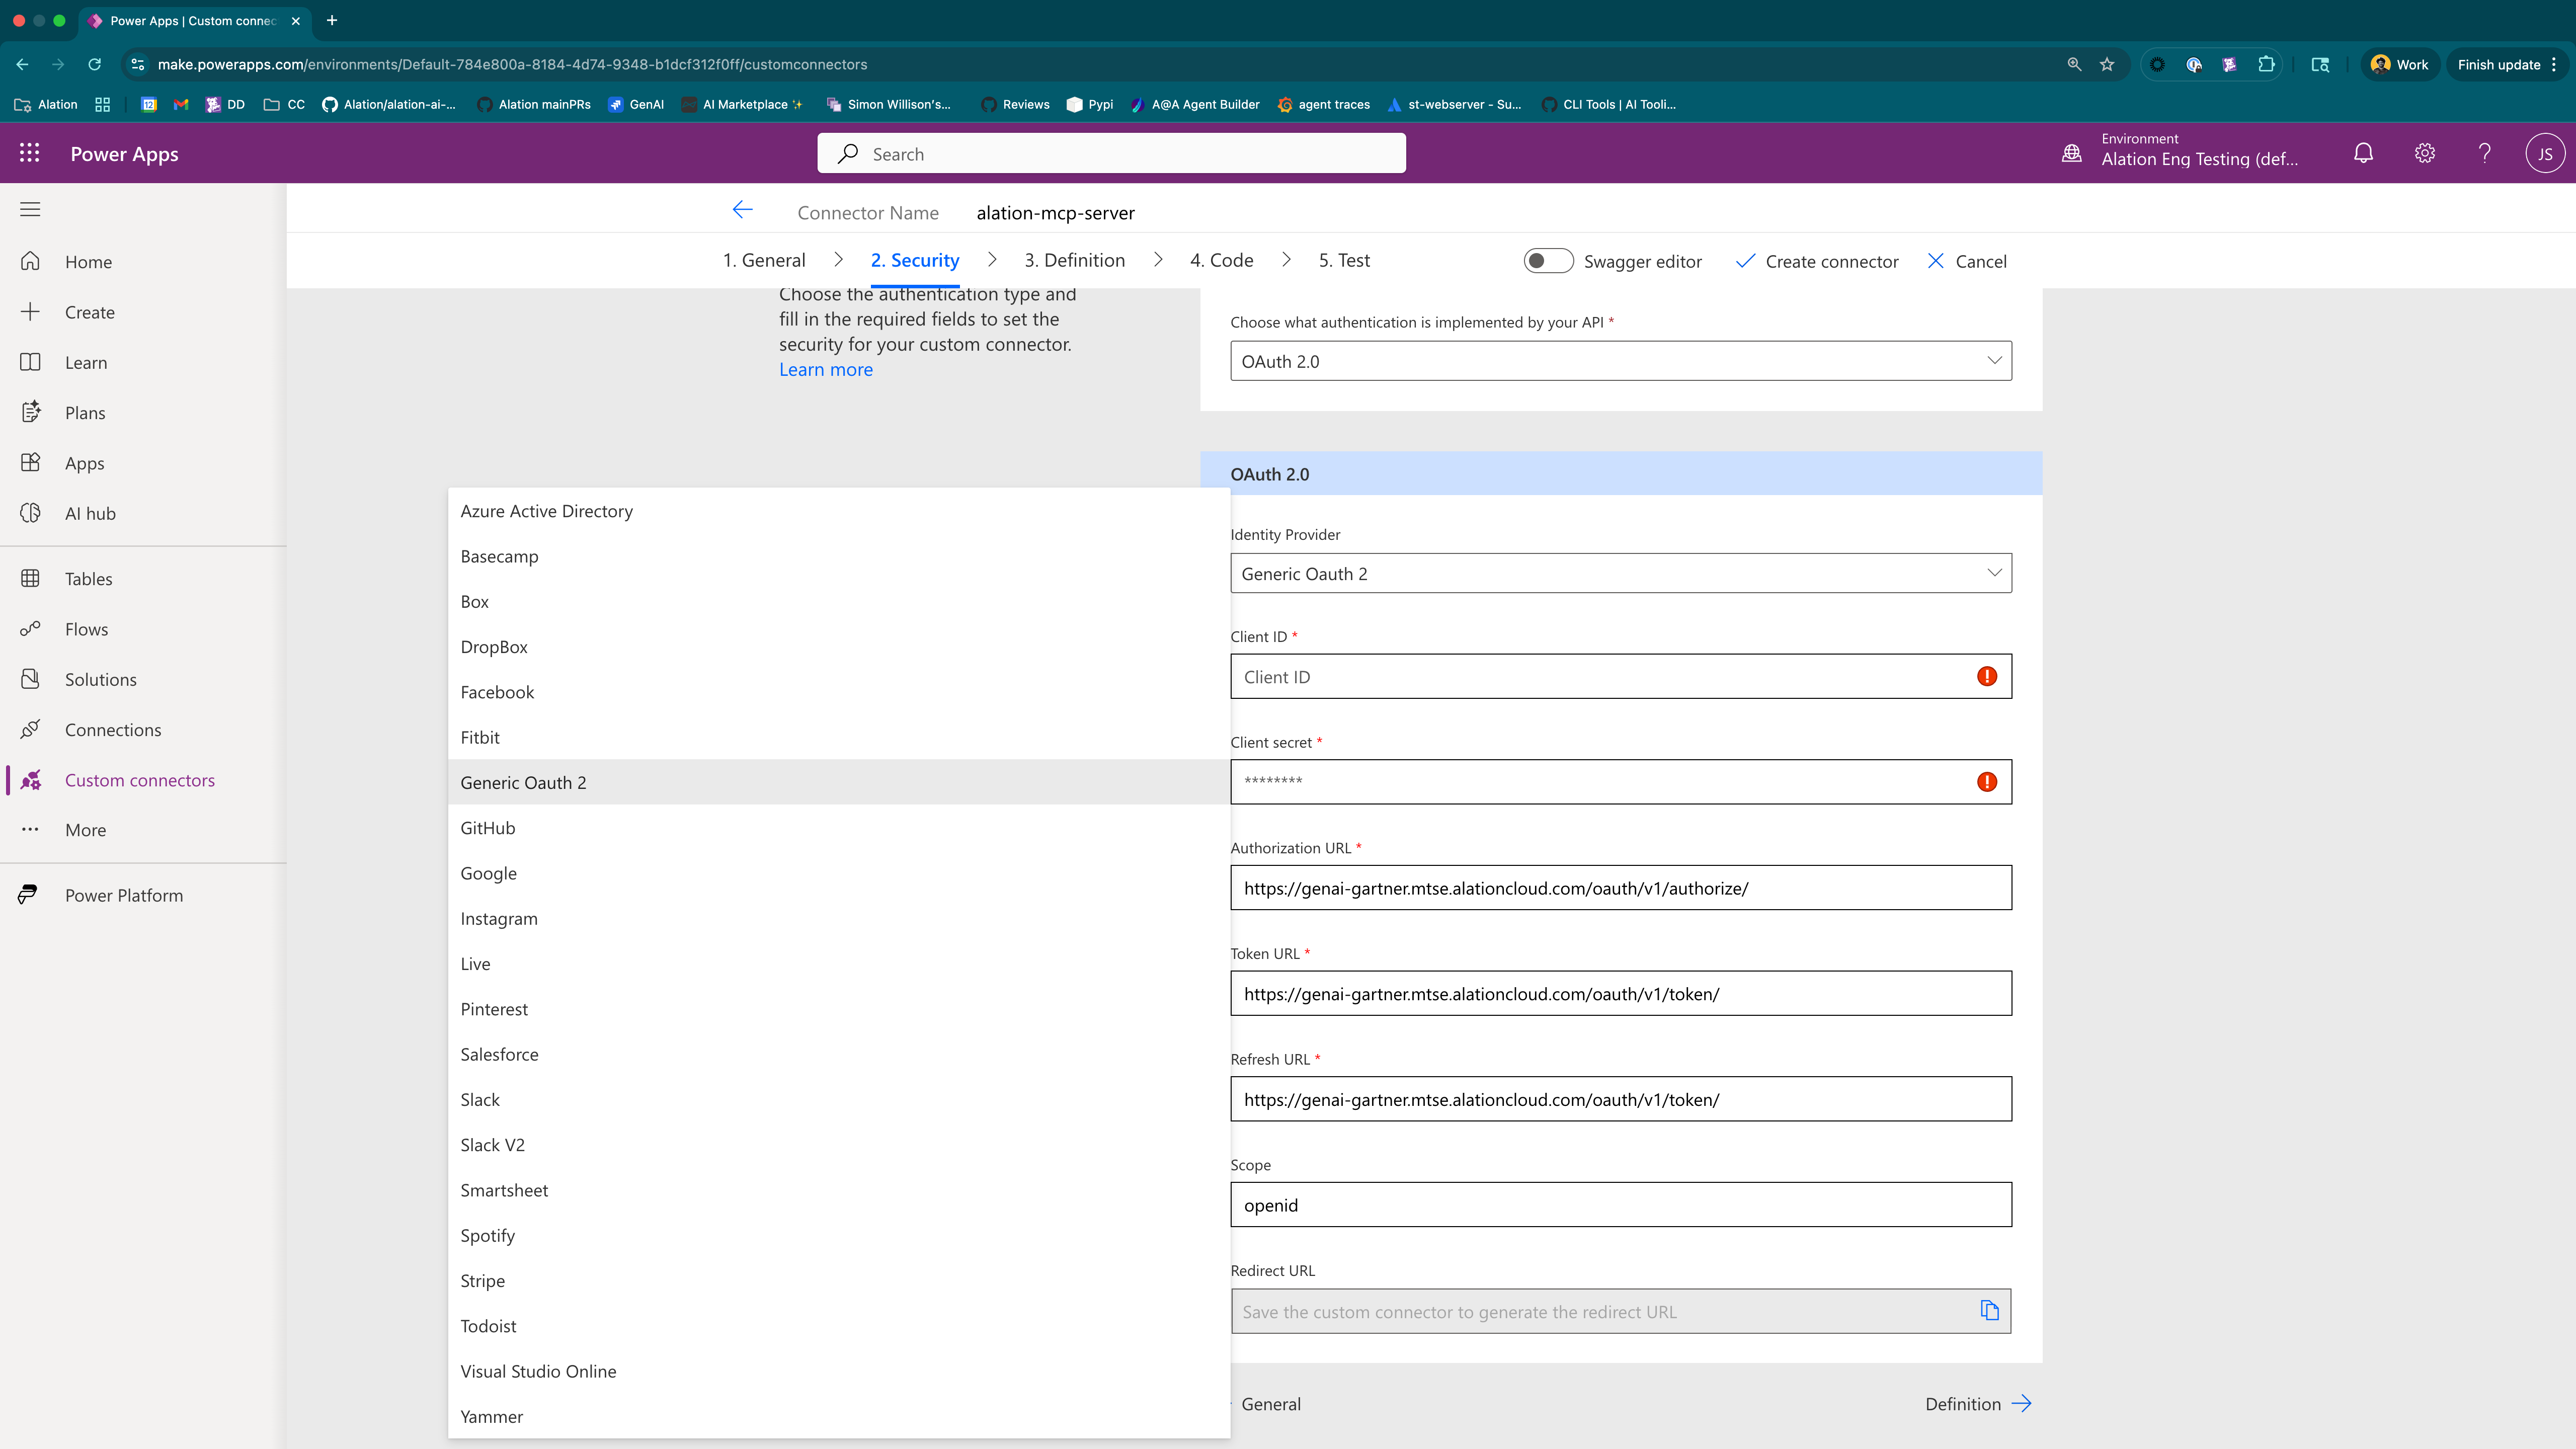 Power Apps | Custom connec
make.powerapps.com/environments/Default-784e800a-8184-4d74-9348-b1dcf312f0ff/customconnectors
Work
Finish update
Alation
12
DD
CC
Alation/alation-ai-...
Alation mainPRs
GenAI
AI Marketplace
Simon Willison's...
Reviews
Pypi
A@A Agent Builder
agent traces
st-webserver - Su...
CLI Tools | AI Tooli...
Power Apps
Search
Environment
Alation Eng Testing (def...
JS
Connector Name
alation-mcp-server
1. General
2. Security
3. Definition
4. Code
5. Test
Swagger editor
Create connector
Cancel
Home
Create
Learn
Plans
Apps
AI hub
Tables
Flows
Solutions
Connections
Custom connectors
More
Power Platform
Choose the authentication type and
fill in the required fields to set the
security for your custom connector.
Learn more
Choose what authentication is implemented by your API *
OAuth 2.0
OAuth 2.0
Azure Active Directory
Basecamp
Box
DropBox
Facebook
Fitbit
Generic Oauth 2
GitHub
Google
Instagram
Live
Pinterest
Salesforce
Slack
Slack V2
Smartsheet
Spotify
Stripe
Todoist
Visual Studio Online
Yammer
Identity Provider
Generic Oauth 2
Client ID *
Client ID
Client secret *
********
Authorization URL *
https://genai-gartner.mtse.alationcloud.com/oauth/v1/authorize/
Token URL *
https://genai-gartner.mtse.alationcloud.com/oauth/v1/token/
Refresh URL *
https://genai-gartner.mtse.alationcloud.com/oauth/v1/token/
Scope
openid
Redirect URL
Save the custom connector to generate the redirect URL
General
Definition